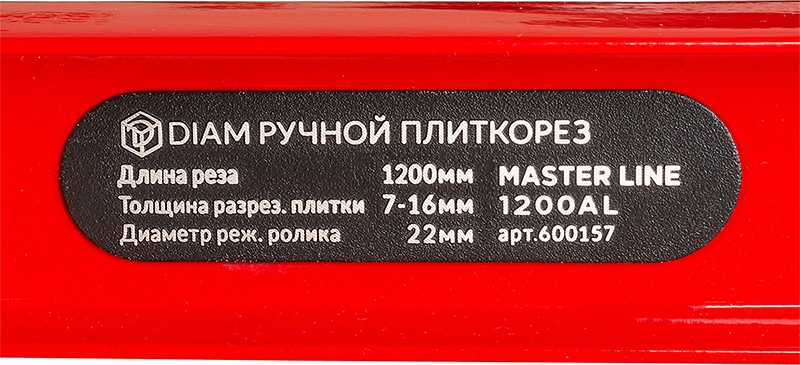 DIAM РУЧНОЙ ПЛИТКОРЕЗ
Длина реза 1200мм MASTER LINE
Толщина разрез. плитки 7-16мм 1200AL
Диаметр реж. ролика 22мм арт.600157